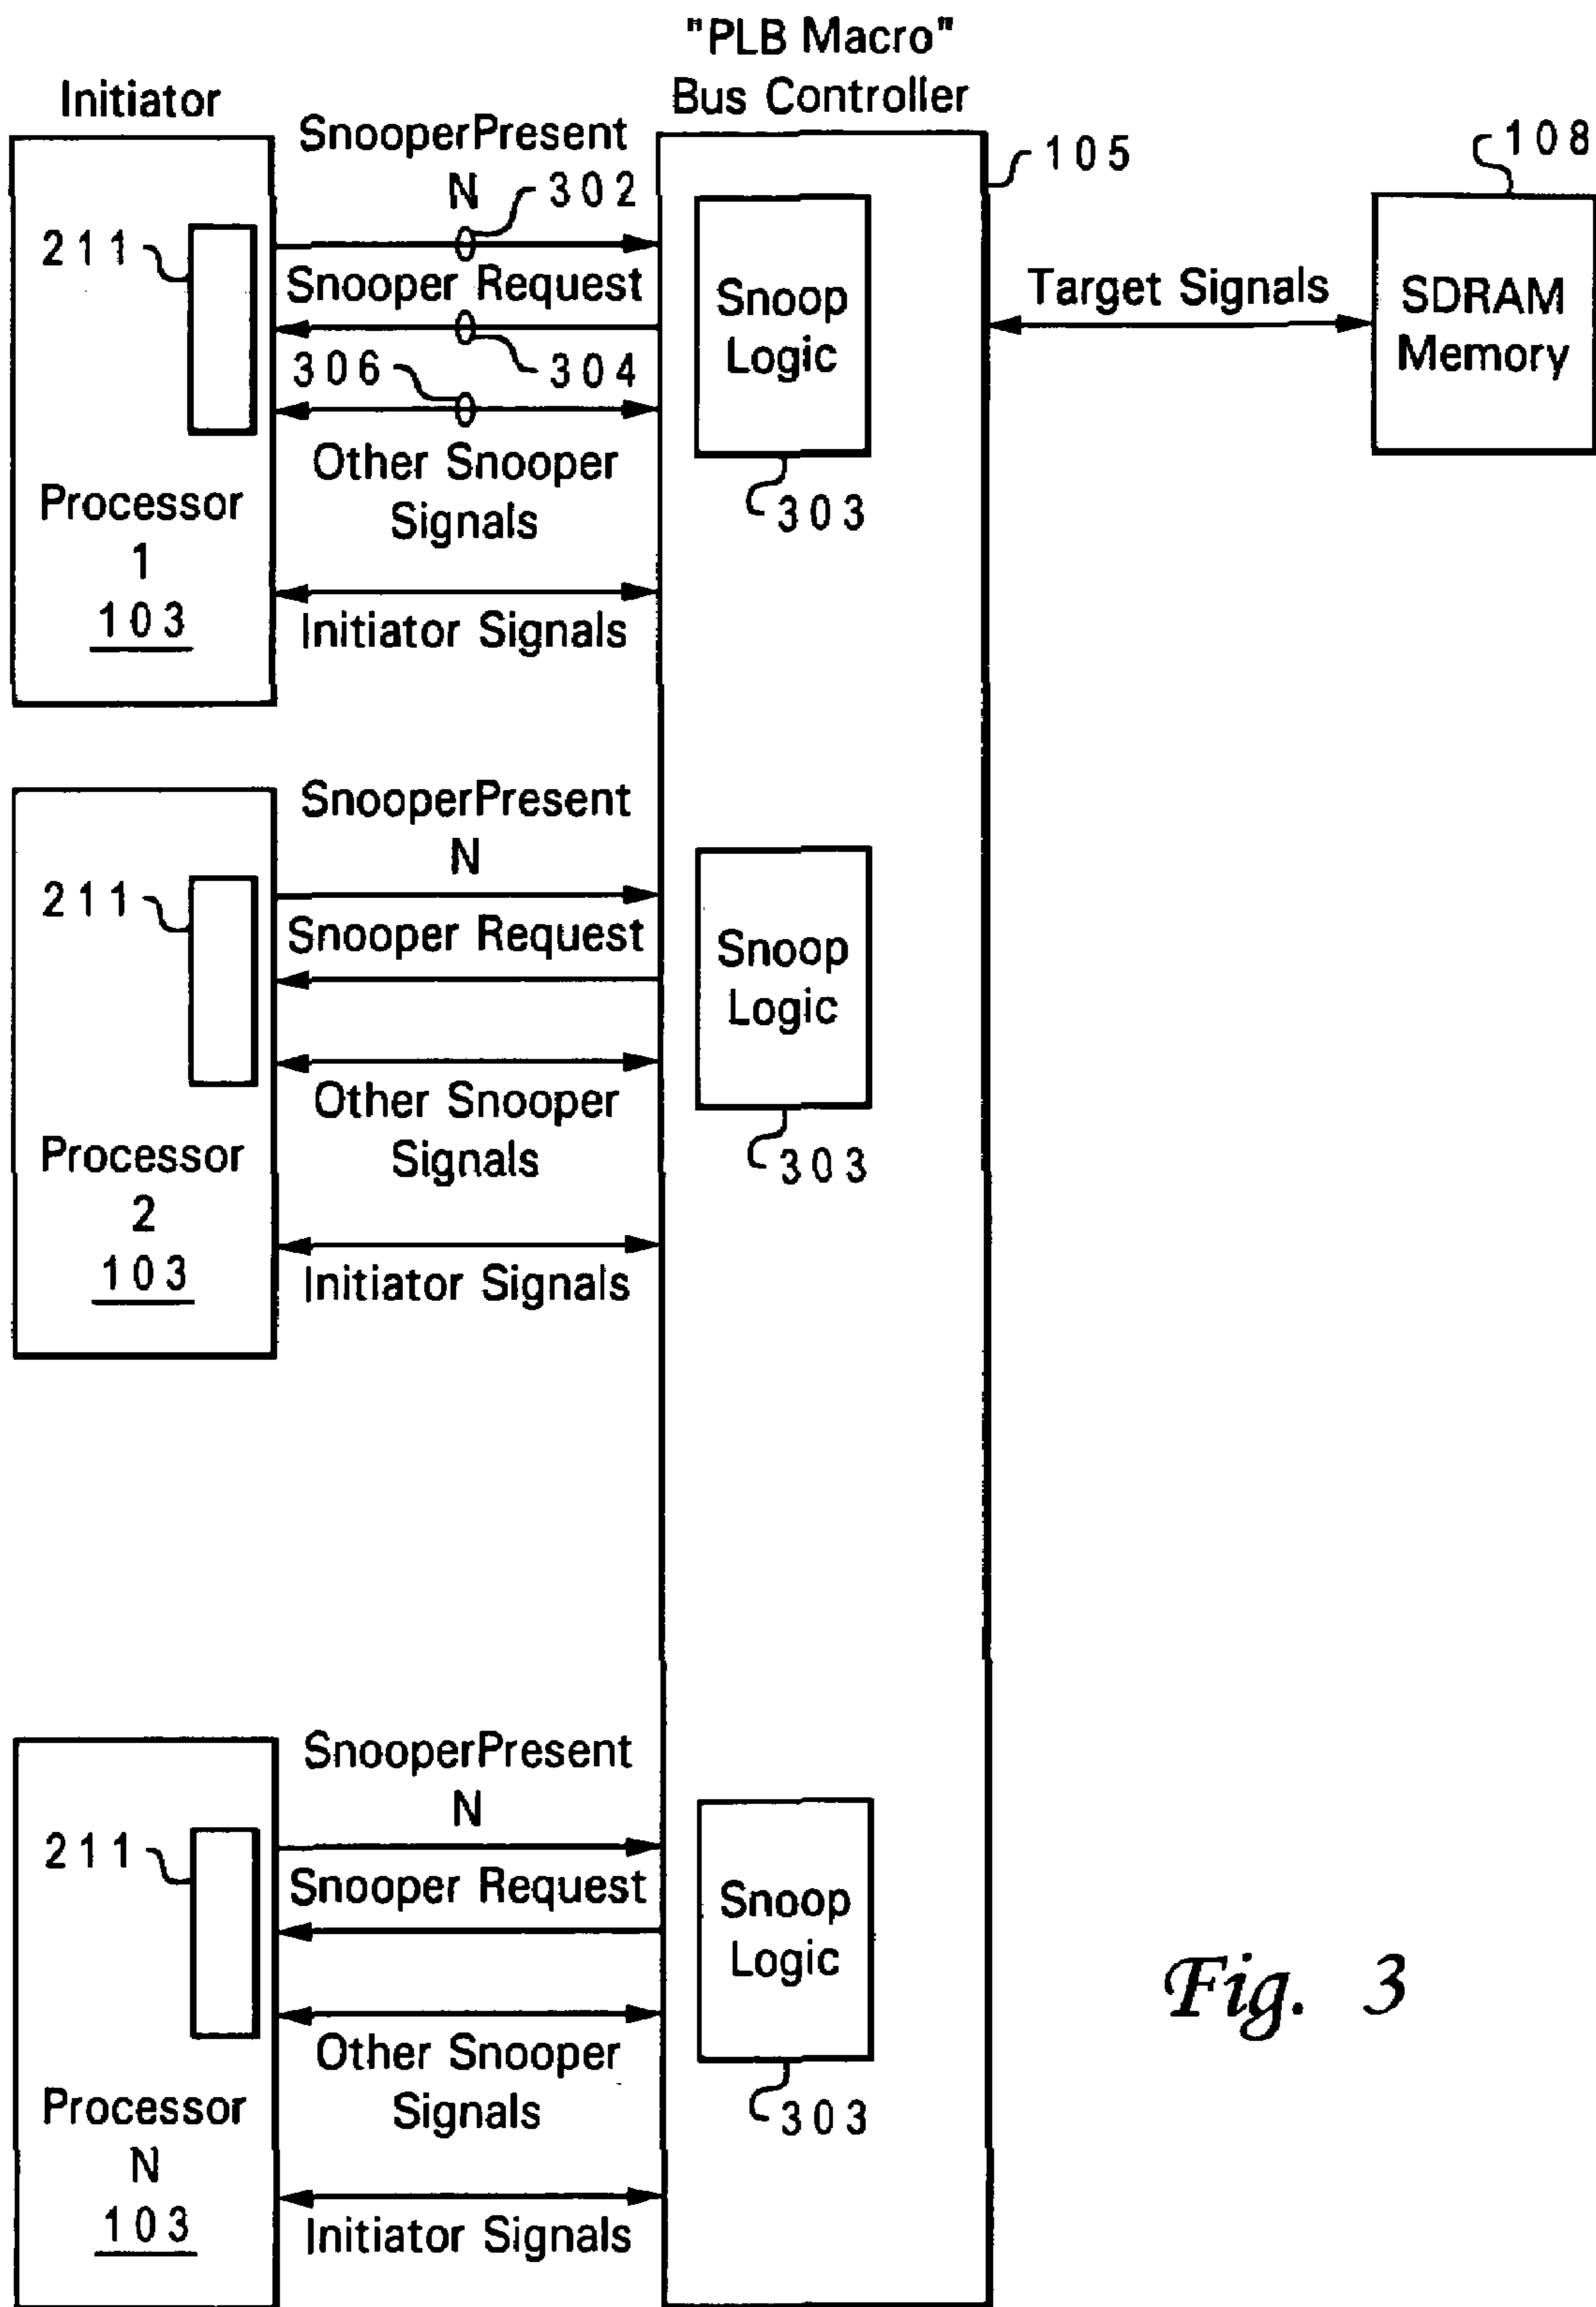 "PLB Macro"
Bus Controller
Initiator
SnooperPresent
N
302
105
108
211
Snooper Request
304
306
Other Snooper
Signals
Initiator Signals
Processor
1
103
Snoop
Logic
303
Target Signals
SDRAM
Memory
SnooperPresent
N
211
Snooper Request
Other Snooper
Signals
Initiator Signals
Processor
2
103
Snoop
Logic
303
SnooperPresent
N
211
Snooper Request
Other Snooper
Signals
Initiator Signals
Processor
N
103
Snoop
Logic
303
Fig. 3